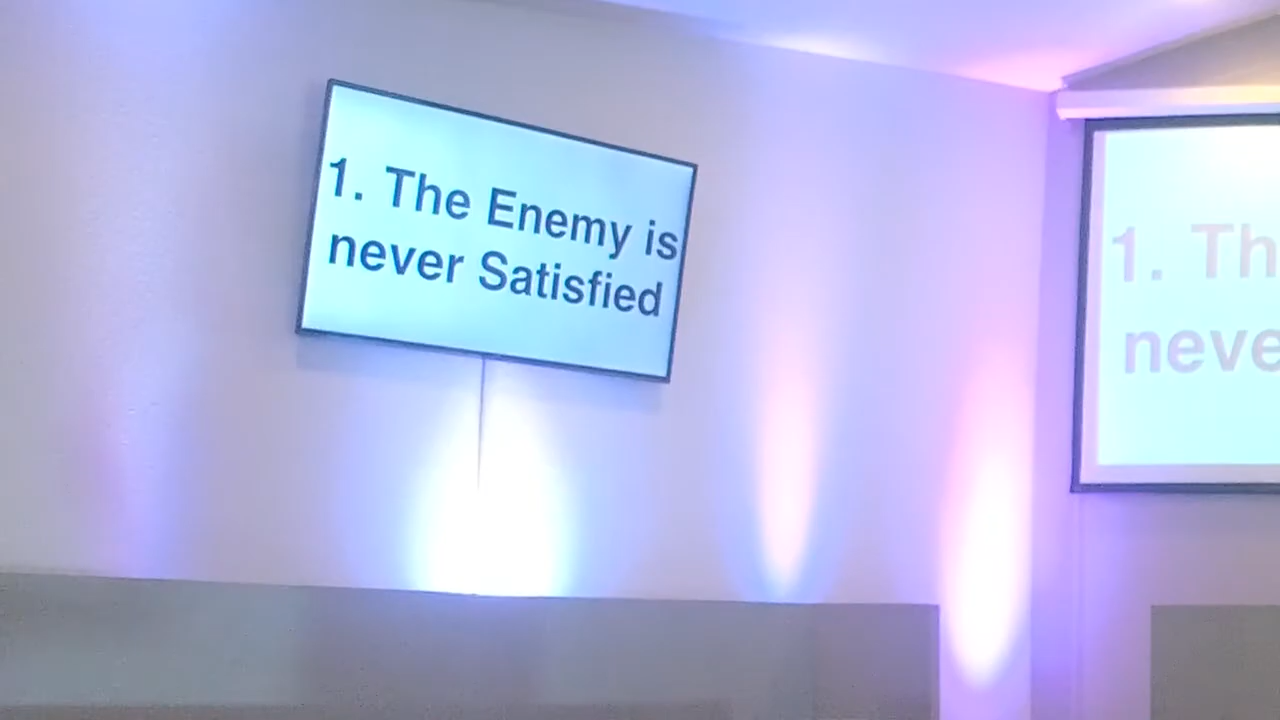 1. The Enemy is
never Satisfied
1. Th
neve